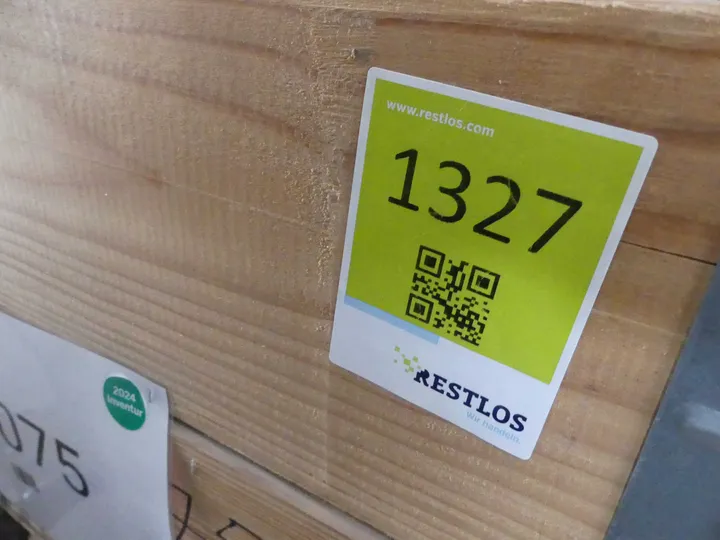 www.restlos.com
1327
RESTLOS
Wir handeln.
2024
Inventur
075